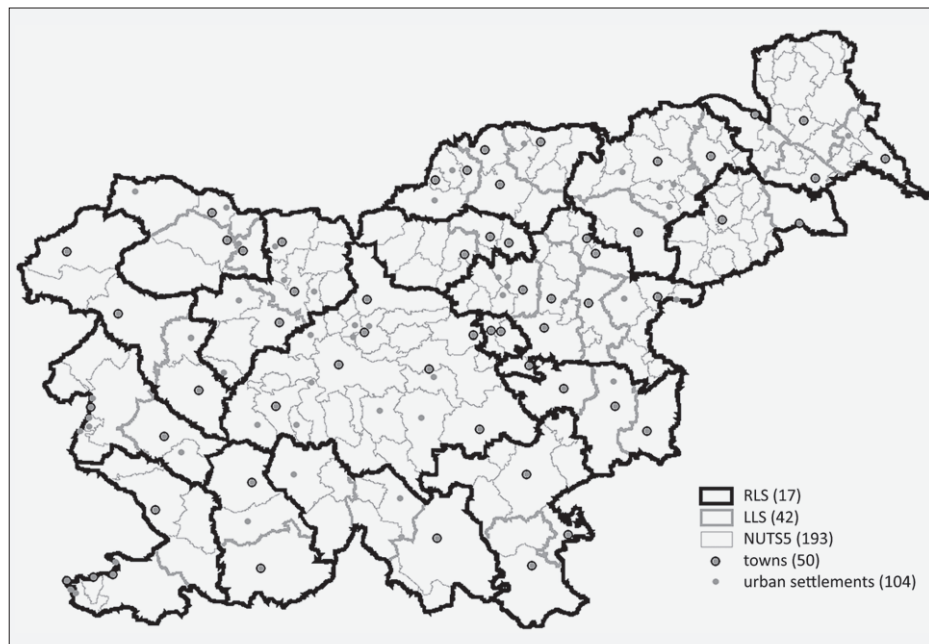 RLS (17)
LLS (42)
NUTS5 (193)
towns (50)
urban settlements (104)